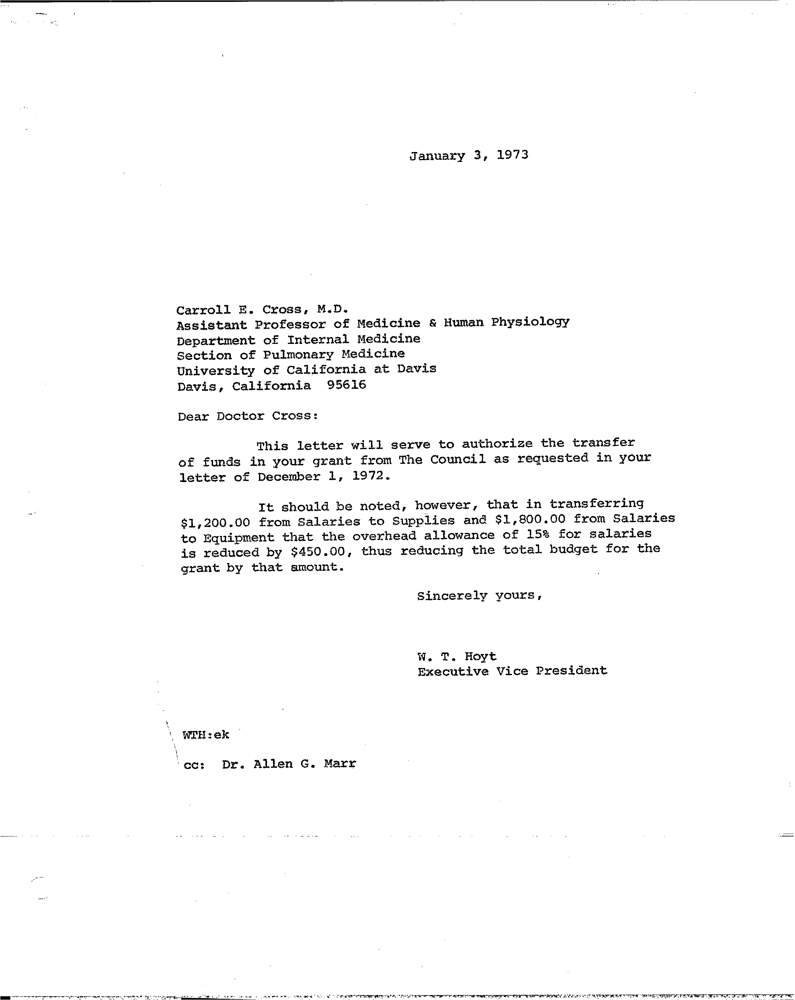 January 3, 1973
Carroll E. Cross, M.D.
Assistant Professor of Medicine & Human Physiology
Department of Internal Medicine
Section of Pulmonary Medicine
University of California at Davis
Davis, California 95616
Dear Doctor Cross:
This letter will serve to authorize the transfer
of funds in your grant from The Council as requested in your
letter of December 1, 1972.
It should be noted, however, that in transferring
$1,200.00 from Salaries to Supplies and $1,800.00 from Salaries
to Equipment that the overhead allowance of 15% for salaries
is reduced by $450.00, thus reducing the total budget for the
grant by that amount.
Sincerely yours,
W. T. Hoyt
Executive Vice President
WTH:ek
cc: Dr. Allen G. Marr